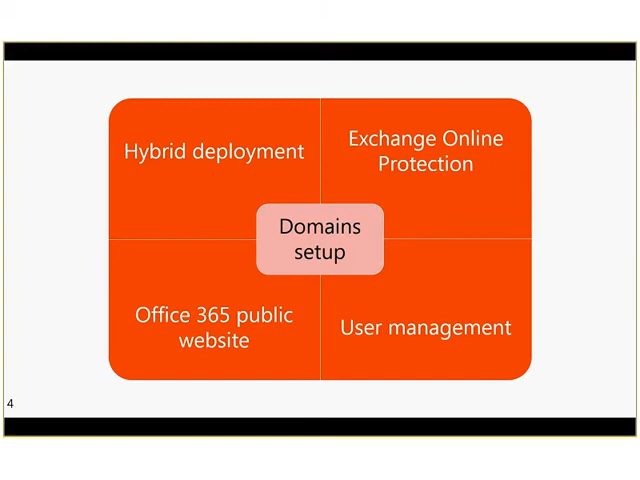 Hybrid deployment
Exchange Online
Protection
Domains
setup
Office 365 public
website
User management
4